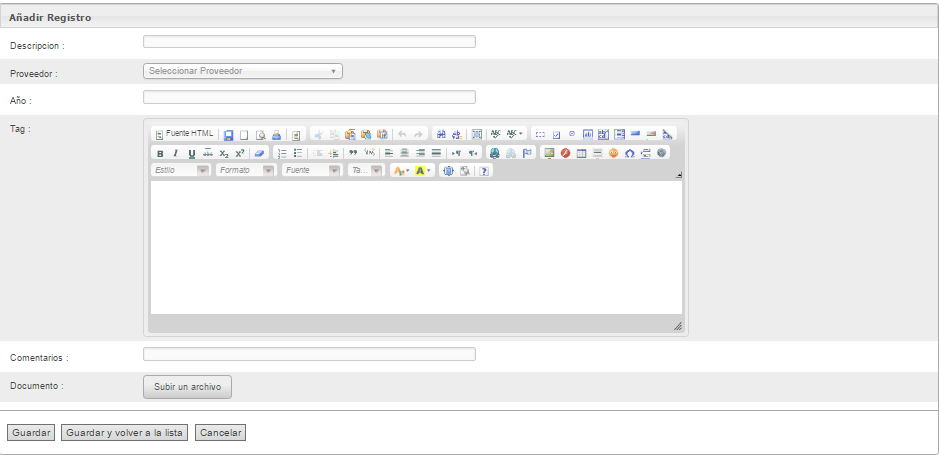 Añadir Registro
Descripcion :
Proveedor : Seleccionar Proveedor
Año :
Tag : Fuente HTML
B I U abc X₂ X²
Estilo Formato Fuente Ta... A A ?
Comentarios :
Documento : Subir un archivo
Guardar Guardar y volver a la lista Cancelar